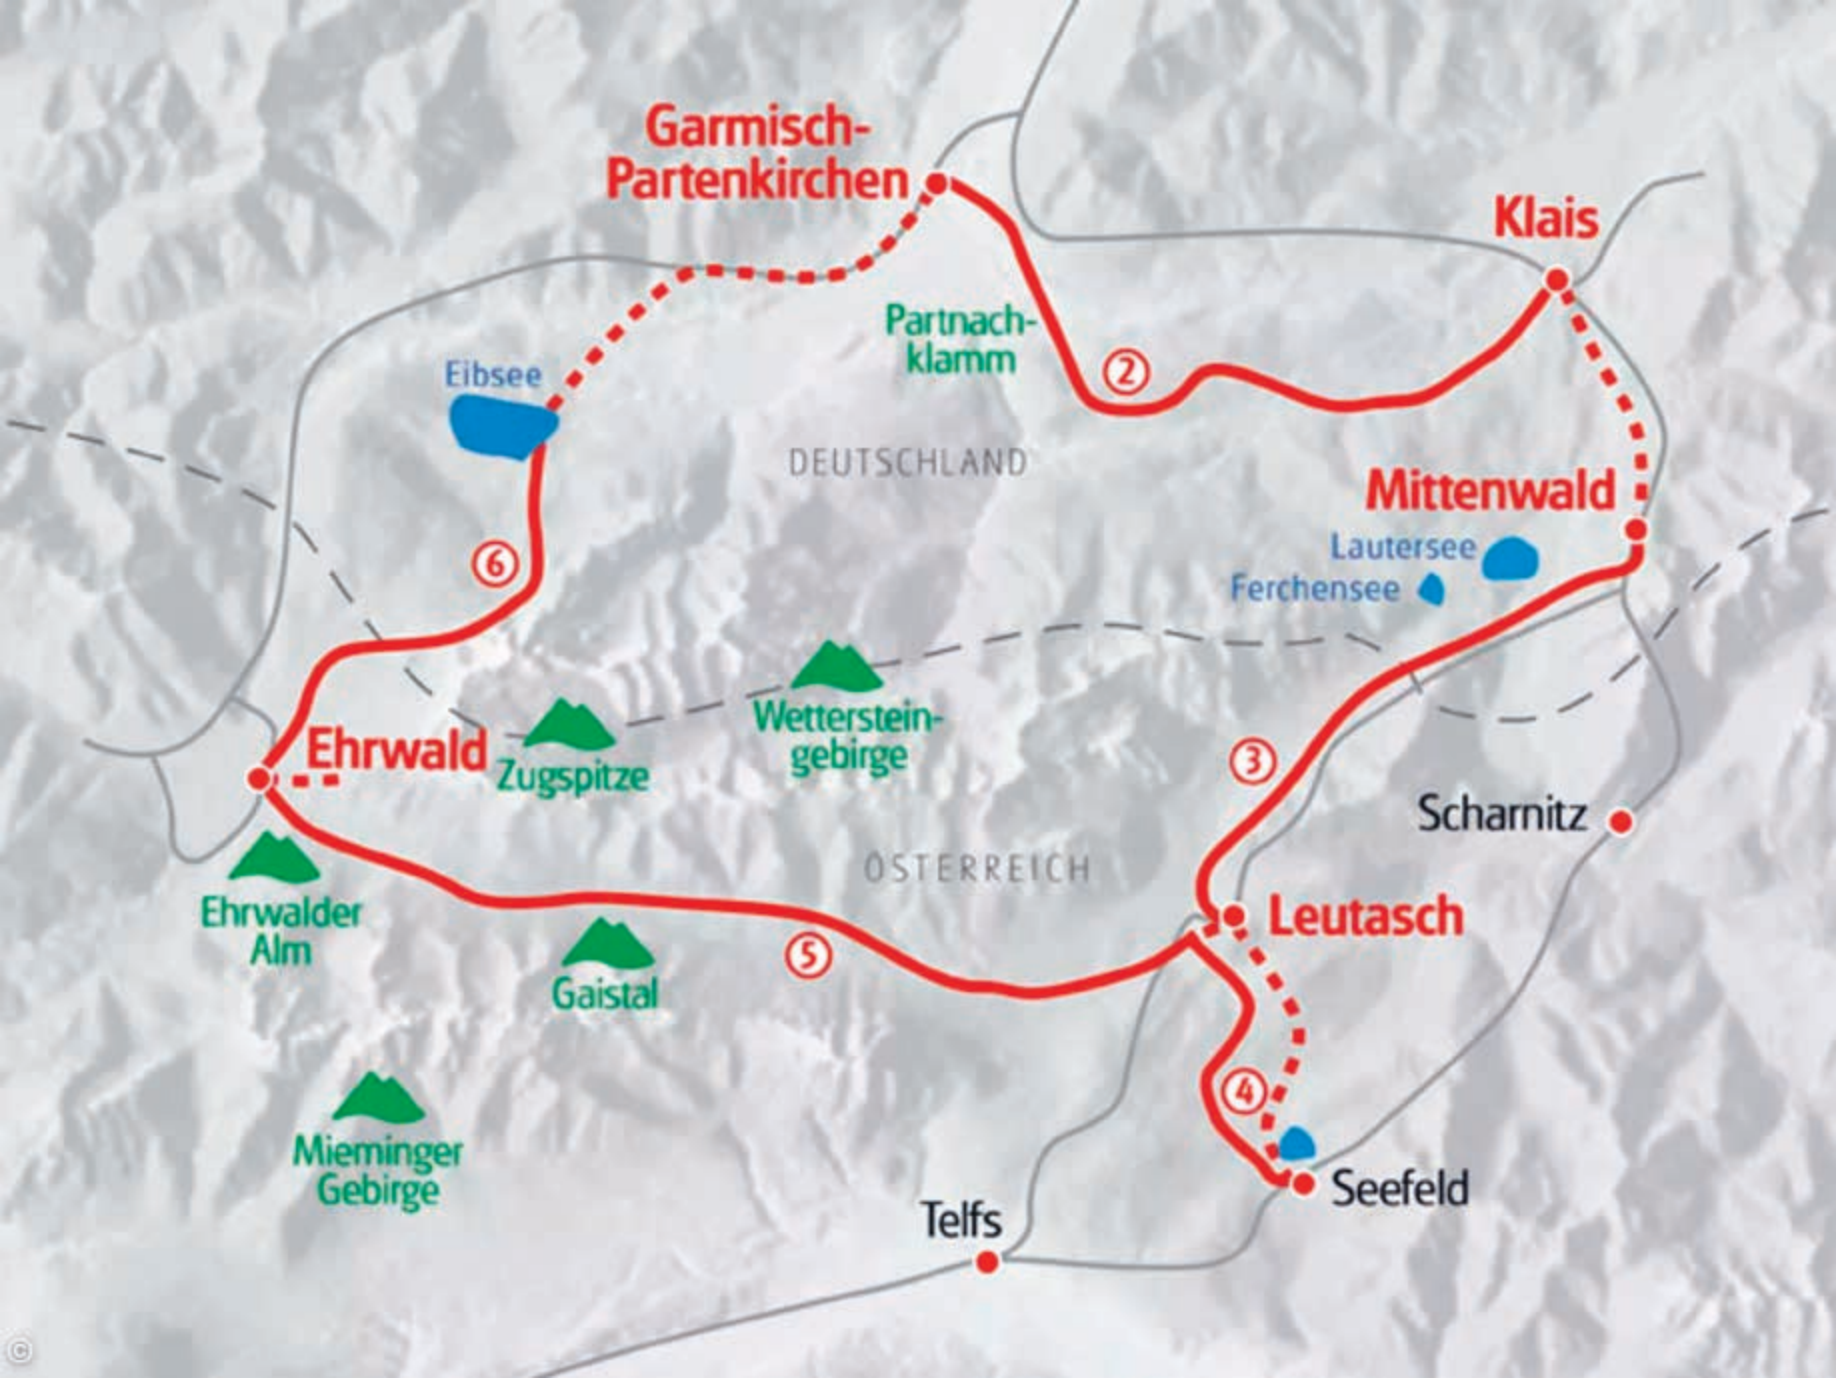 Garmisch-
Partenkirchen
Klais
Partnach-
klamm
2
Eibsee
DEUTSCHLAND
Mittenwald
Lautersee
Ferchensee
6
Wetterstein-
gebirge
Ehrwald
Zugspitze
3
Scharnitz
ÖSTERREICH
Ehrwalder
Alm
Leutasch
5
Gaistal
4
Mieminger
Gebirge
Seefeld
Telfs
©